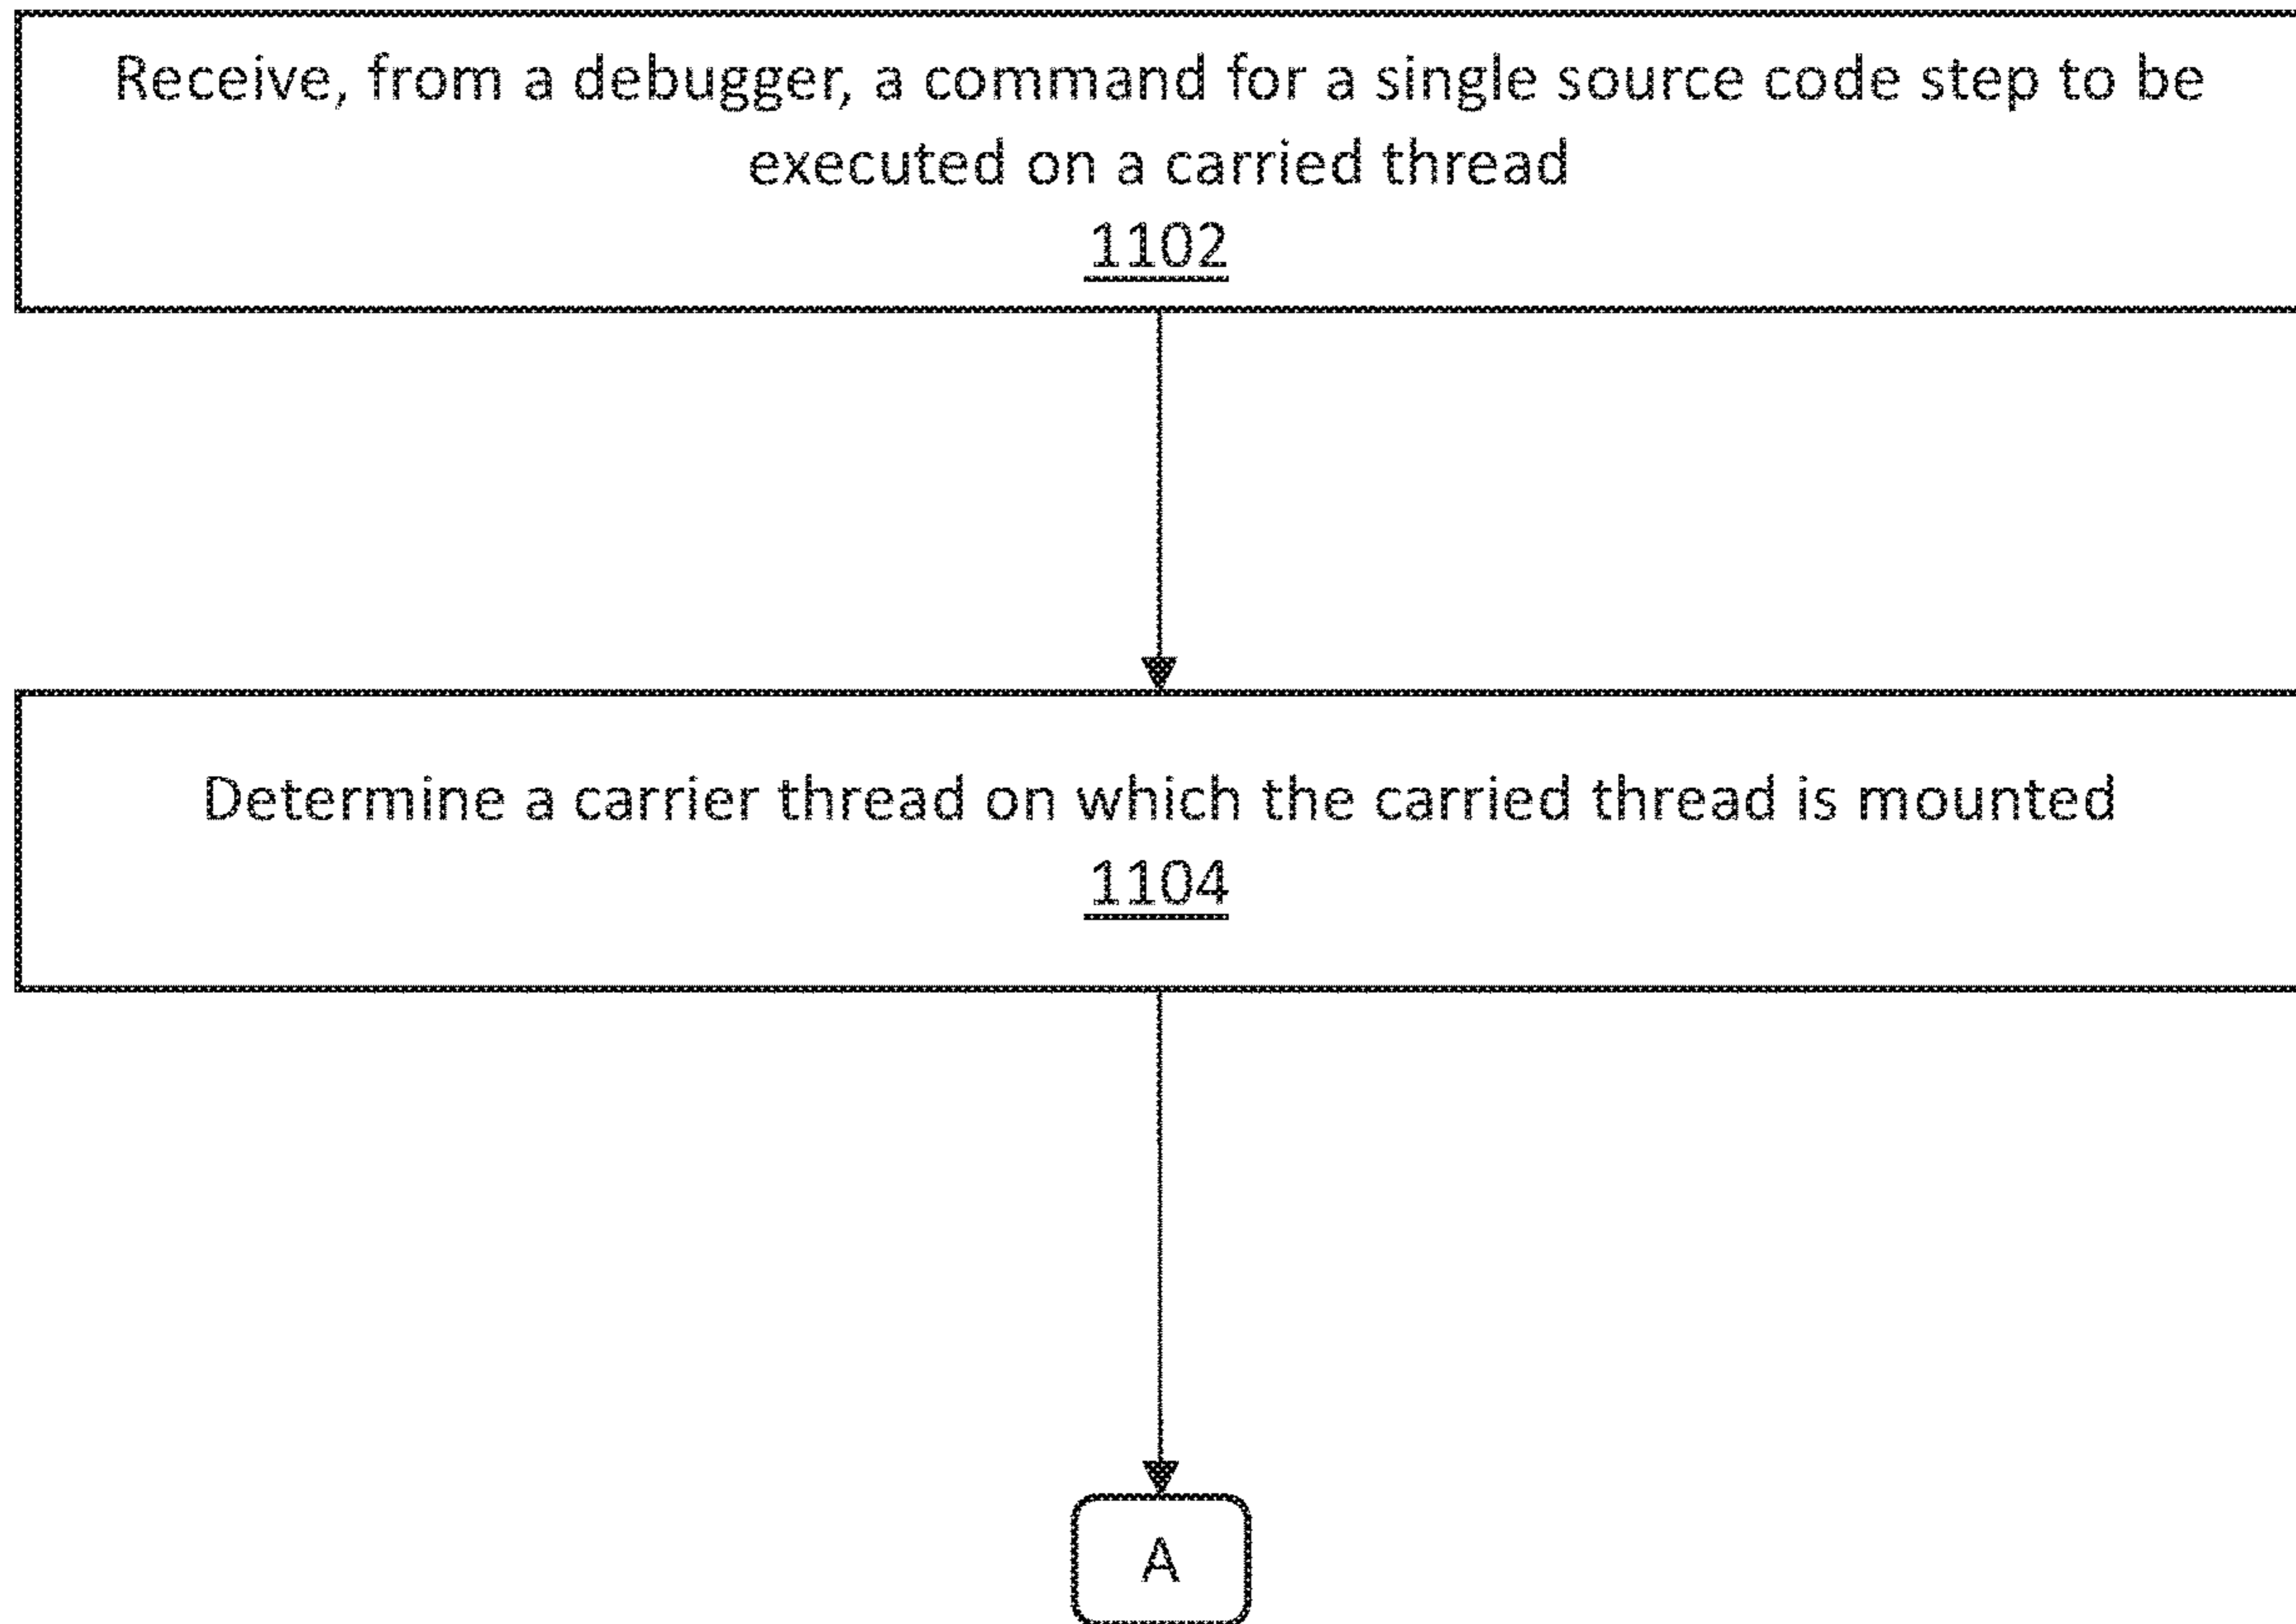 Receive, from a debugger, a command for a single source code step to be
executed on a carried thread
1102
Determine a carrier thread on which the carried thread is mounted
1104
A